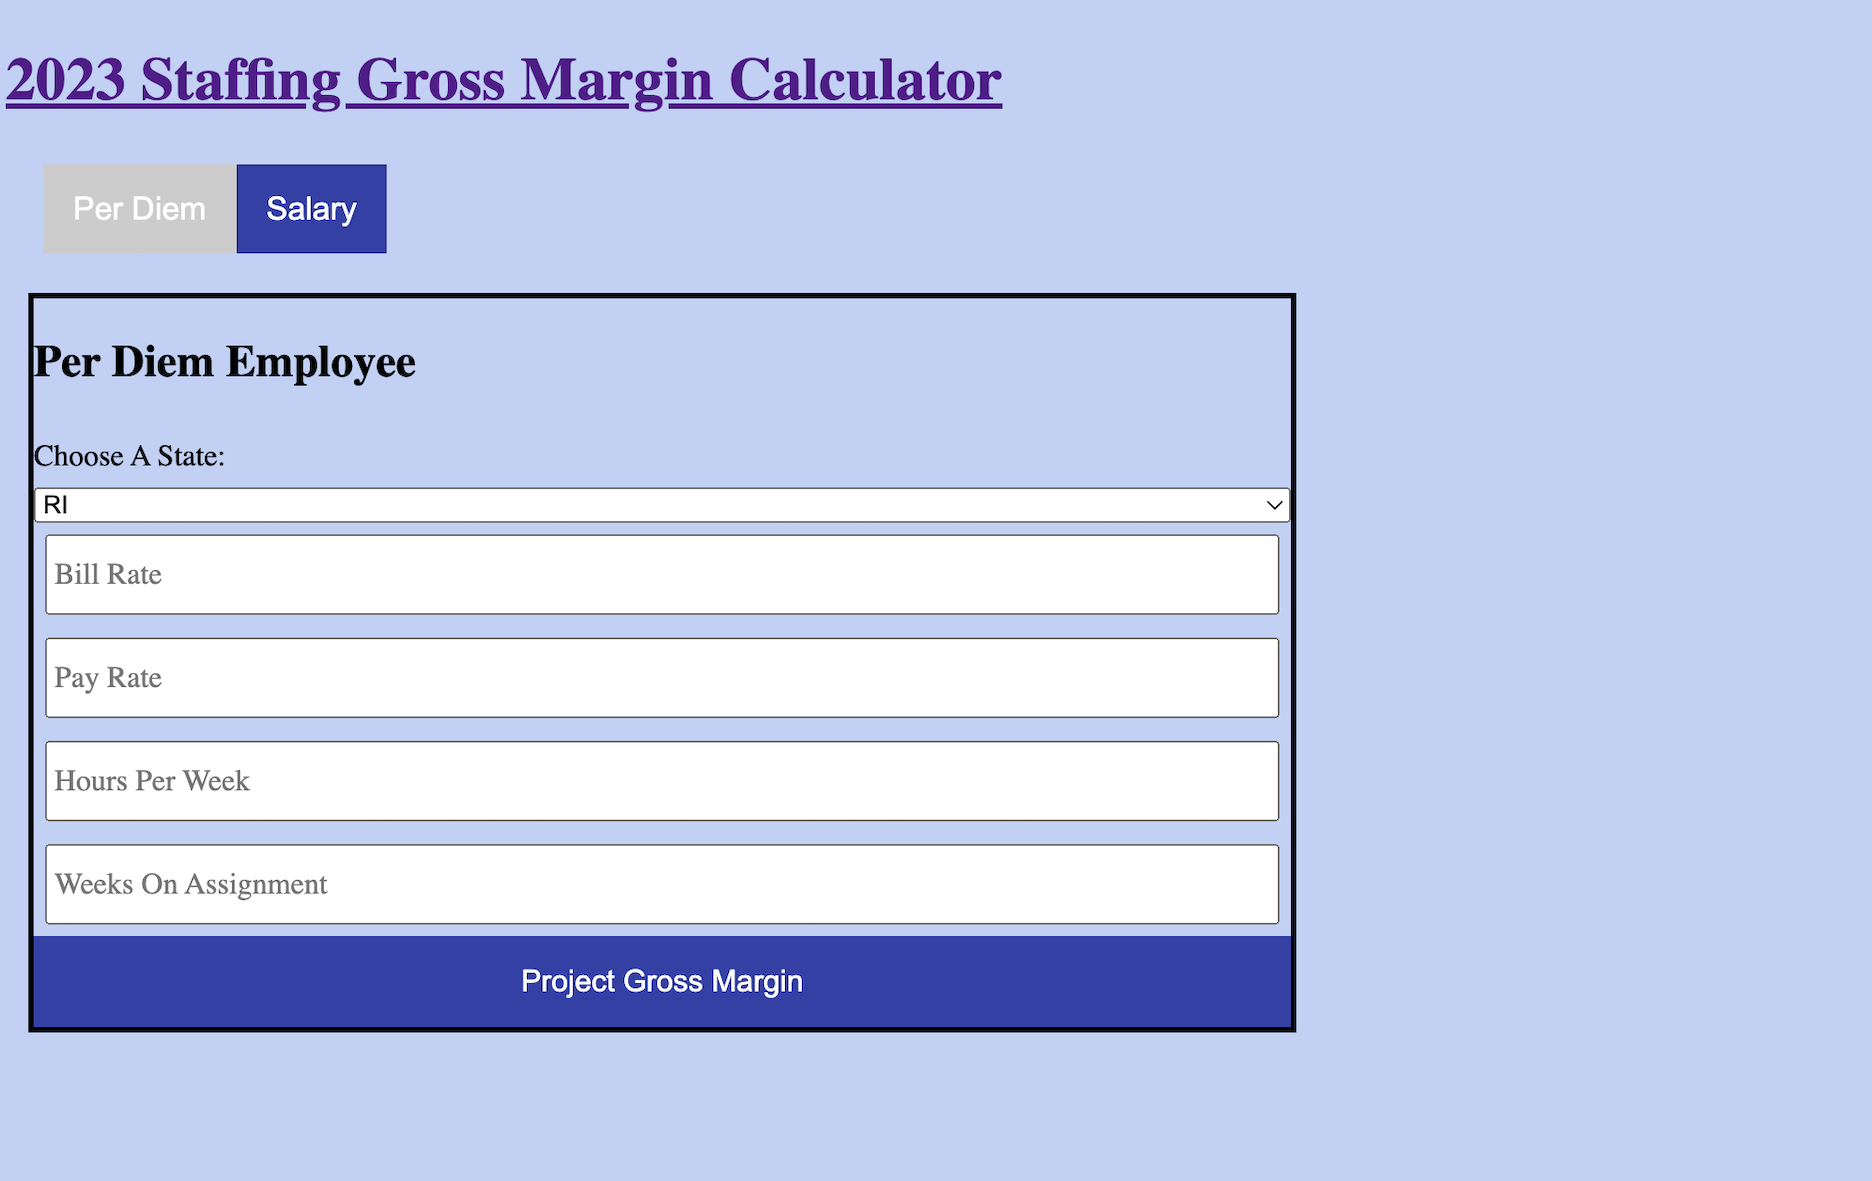 2023 Staffing Gross Margin Calculator
Per Diem Salary
Per Diem Employee
Choose A State:
RI
Bill Rate
Pay Rate
Hours Per Week
Weeks On Assignment
Project Gross Margin